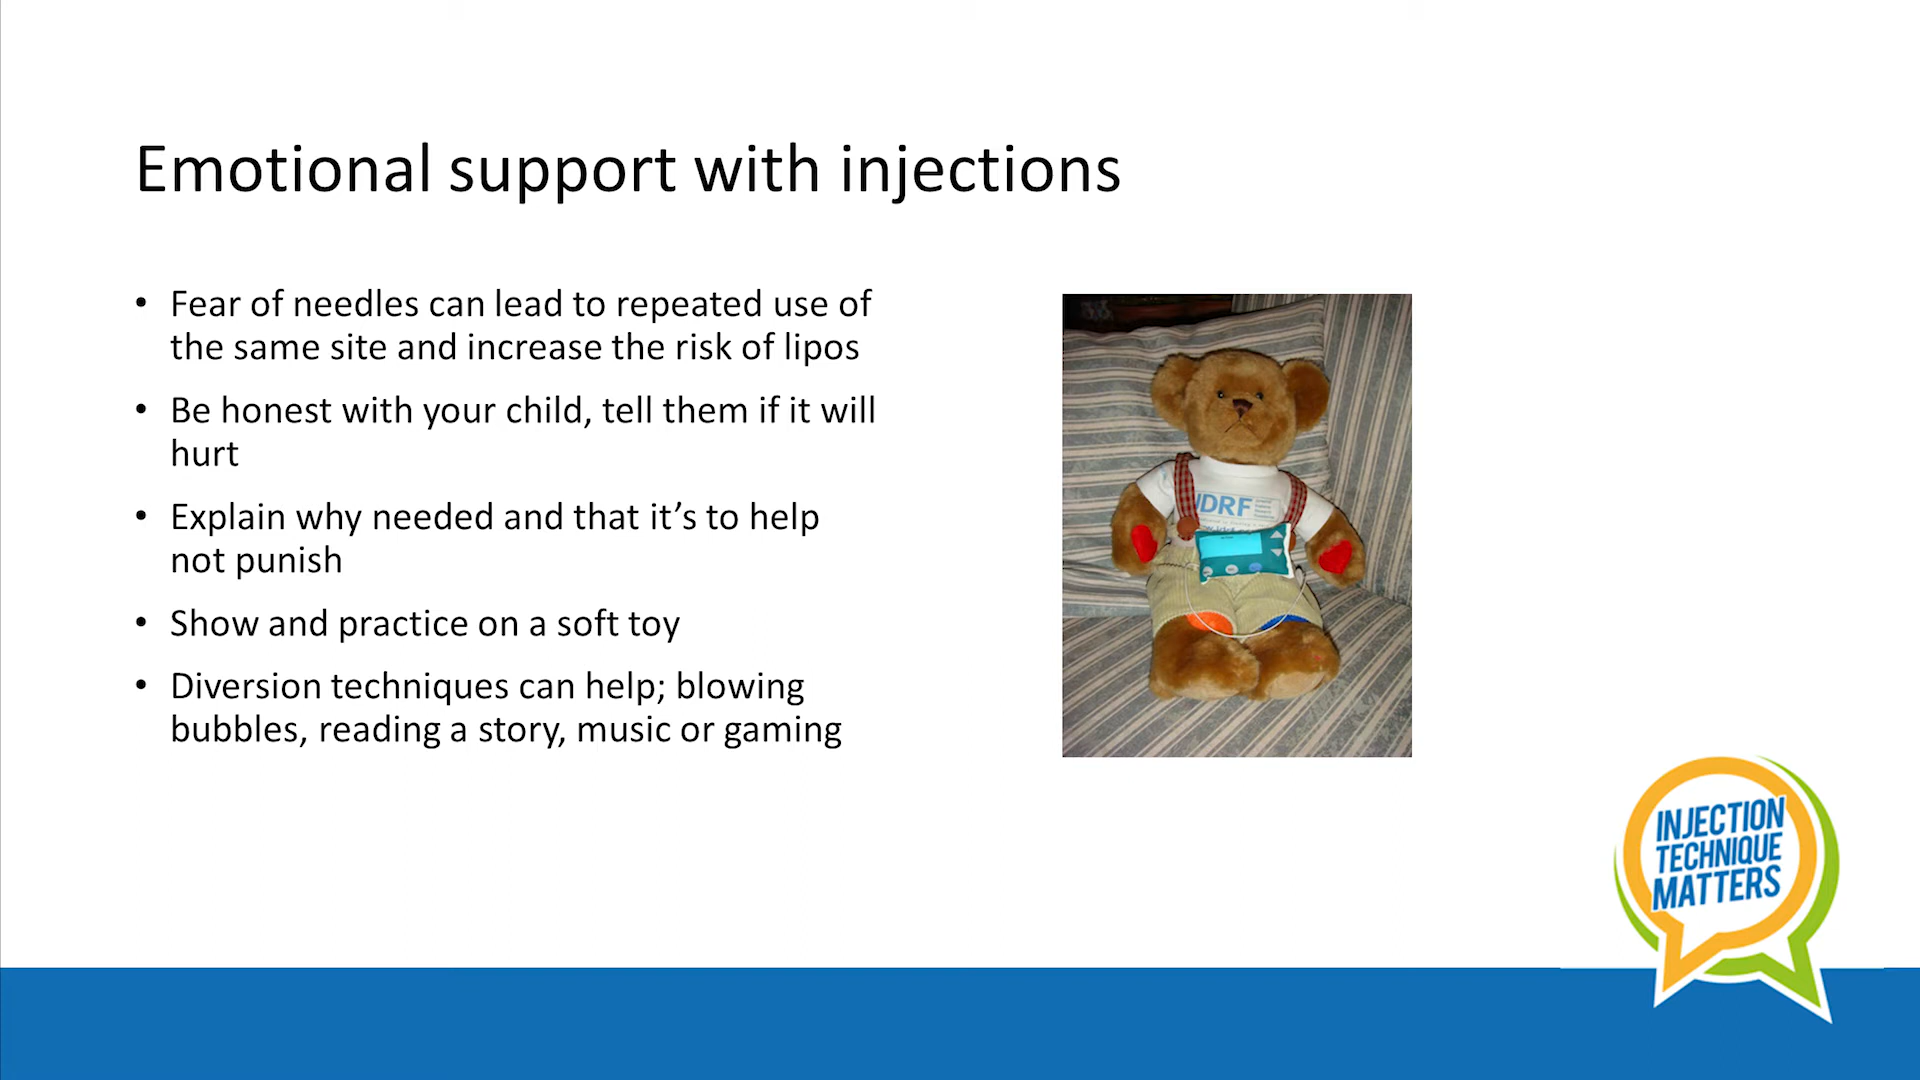 Emotional support with injections
• Fear of needles can lead to repeated use of
the same site and increase the risk of lipos
• Be honest with your child, tell them if it will
hurt
• Explain why needed and that it’s to help
not punish
• Show and practice on a soft toy
• Diversion techniques can help; blowing
bubbles, reading a story, music or gaming
JDRF
INJECTION
TECHNIQUE
MATTERS